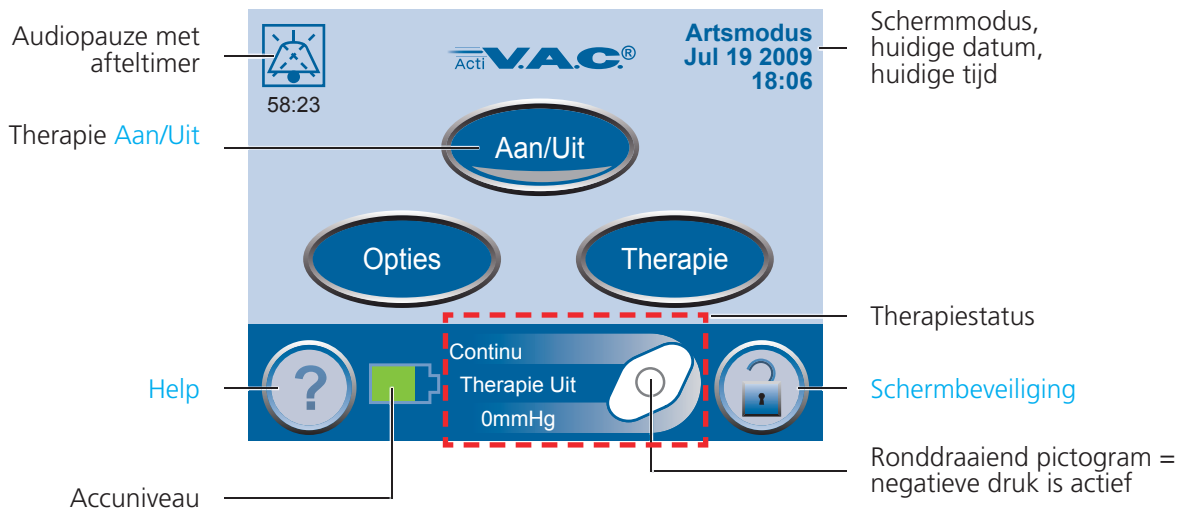 Audiopauze met
afteltimer
58:23
Acti V.A.C.®
Artsmodus
Jul 19 2009
18:06
Schermmodus,
huidige datum,
huidige tijd
Therapie Aan/Uit
Aan/Uit
Opties
Therapie
Therapiestatus
Help
?
Continu
Therapie Uit
0mmHg
Schermbeveiliging
Accuniveau
Ronddraaiend pictogram =
negatieve druk is actief